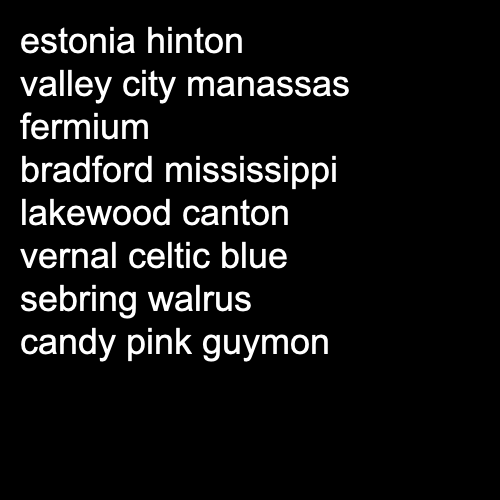 estonia hinton
valley city manassas
fermium
bradford mississippi
lakewood canton
vernal celtic blue
sebring walrus
candy pink guymon